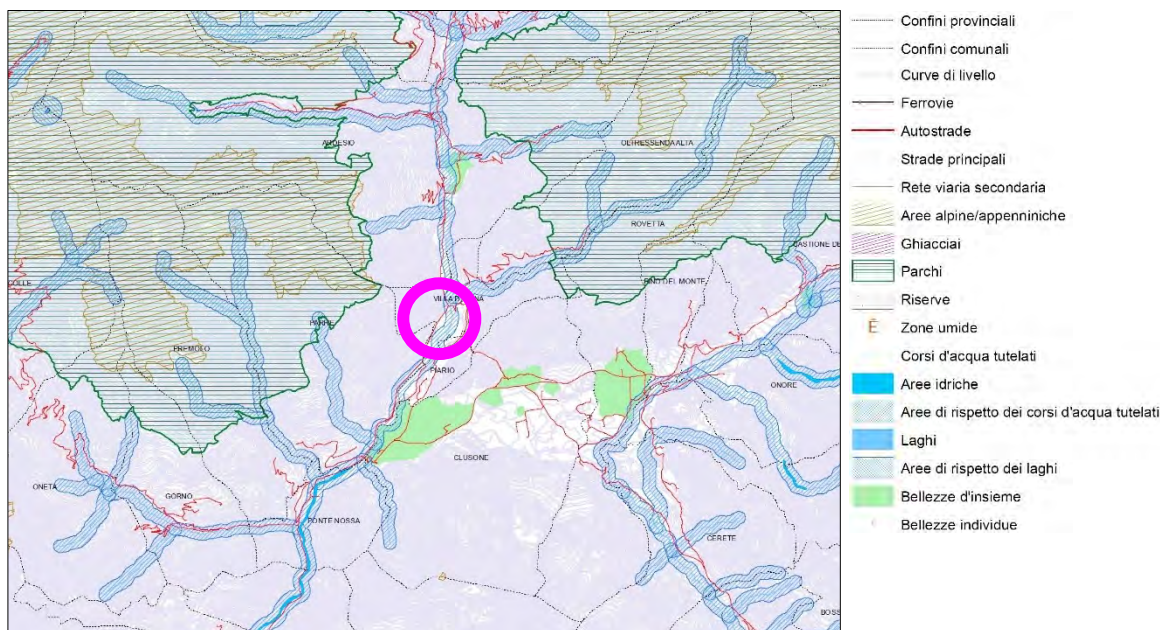 Confini provinciali
Confini comunali
Curve di livello
Ferrovie
Autostrade
Strade principali
Rete viaria secondaria
Aree alpine/appenniniche
Ghiacciai
Parchi
Riserve
Zone umide
Corsi d'acqua tutelati
Aree idriche
Aree di rispetto dei corsi d'acqua tutelati
Laghi
Aree di rispetto dei laghi
Bellezze d'insieme
Bellezze individue
ARDESIO
OLTRESSENDA ALTA
ROVETTA
CASTIONE DE
FINO DEL MONTE
COLLE
PARRE
PREMOLO
PIARIO
ONORE
CLUSONE
ONETA
GORNO
PONTE NOSSA
CERETE
BOSS